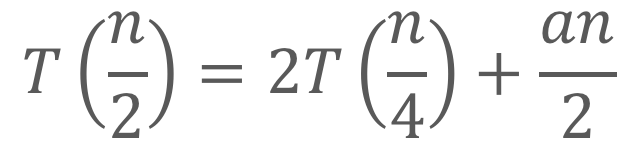 T(n/2) = 2T(n/4) + an/2